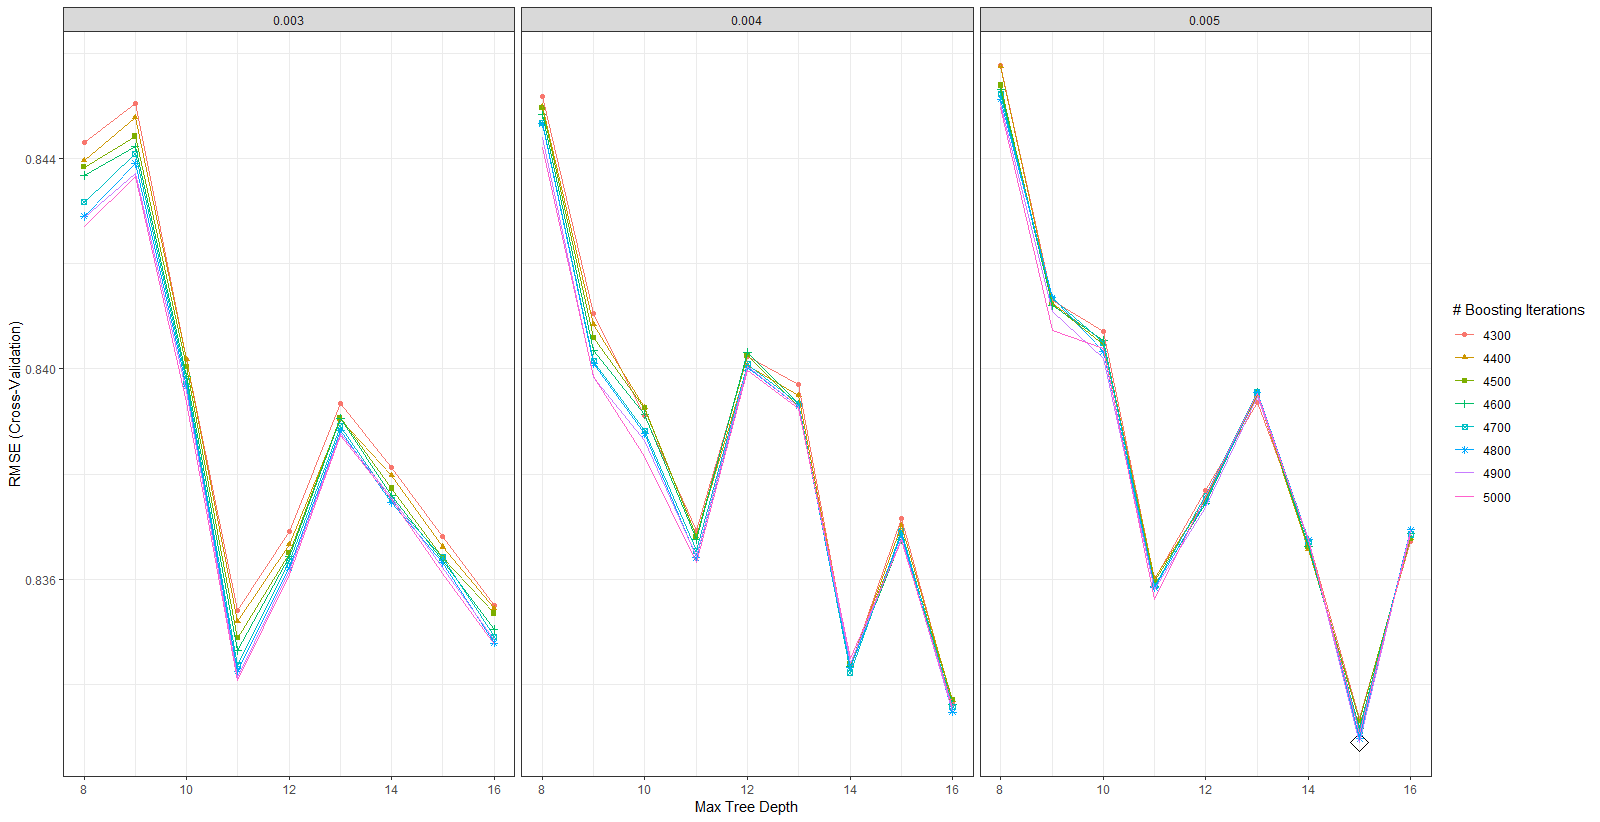 0.003
0.004
0.005
RMSE (Cross-Validation)
0.844
0.840
0.836
8 10 12 14 16
8 10 12 14 16
8 10 12 14 16
Max Tree Depth
# Boosting Iterations
4300
4400
4500
4600
4700
4800
4900
5000